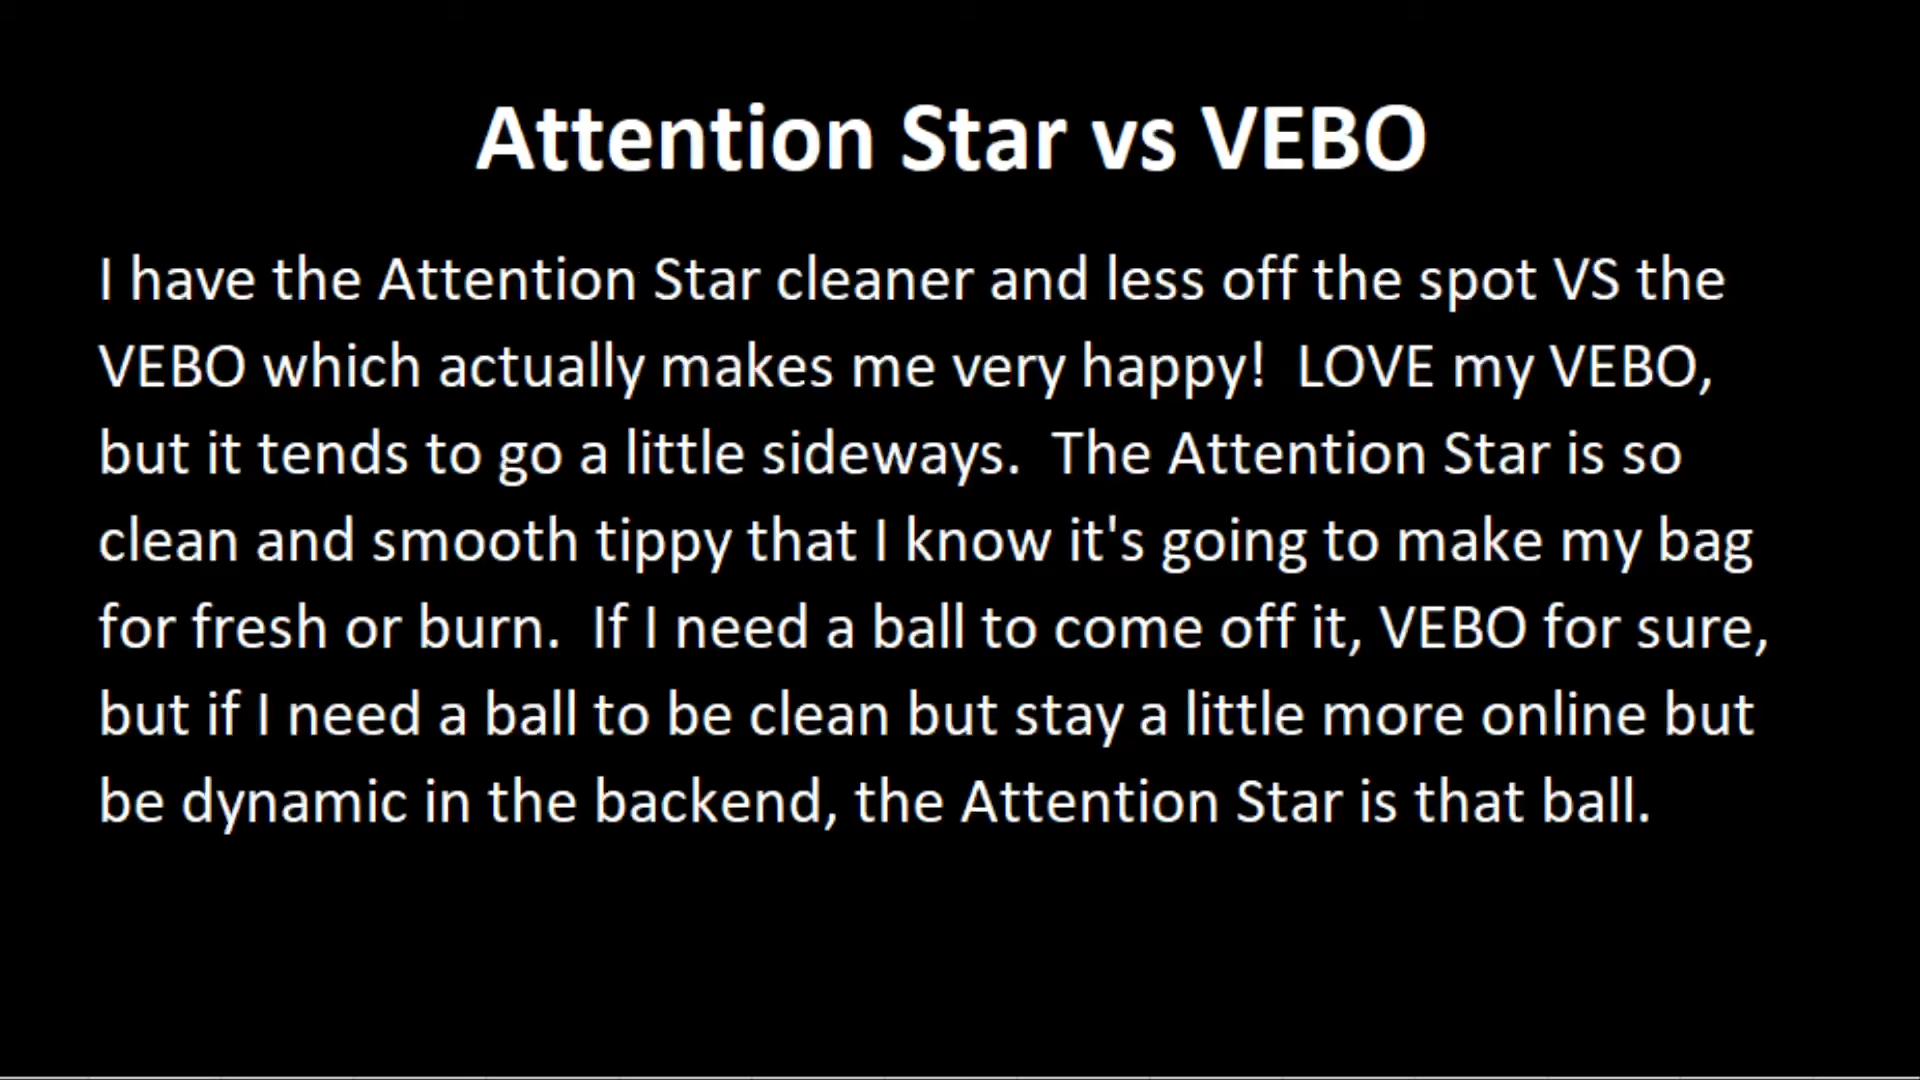 Attention Star vs VEBO
I have the Attention Star cleaner and less off the spot VS the
VEBO which actually makes me very happy!  LOVE my VEBO,
but it tends to go a little sideways.  The Attention Star is so
clean and smooth tippy that I know it's going to make my bag
for fresh or burn.  If I need a ball to come off it, VEBO for sure,
but if I need a ball to be clean but stay a little more online but
be dynamic in the backend, the Attention Star is that ball.